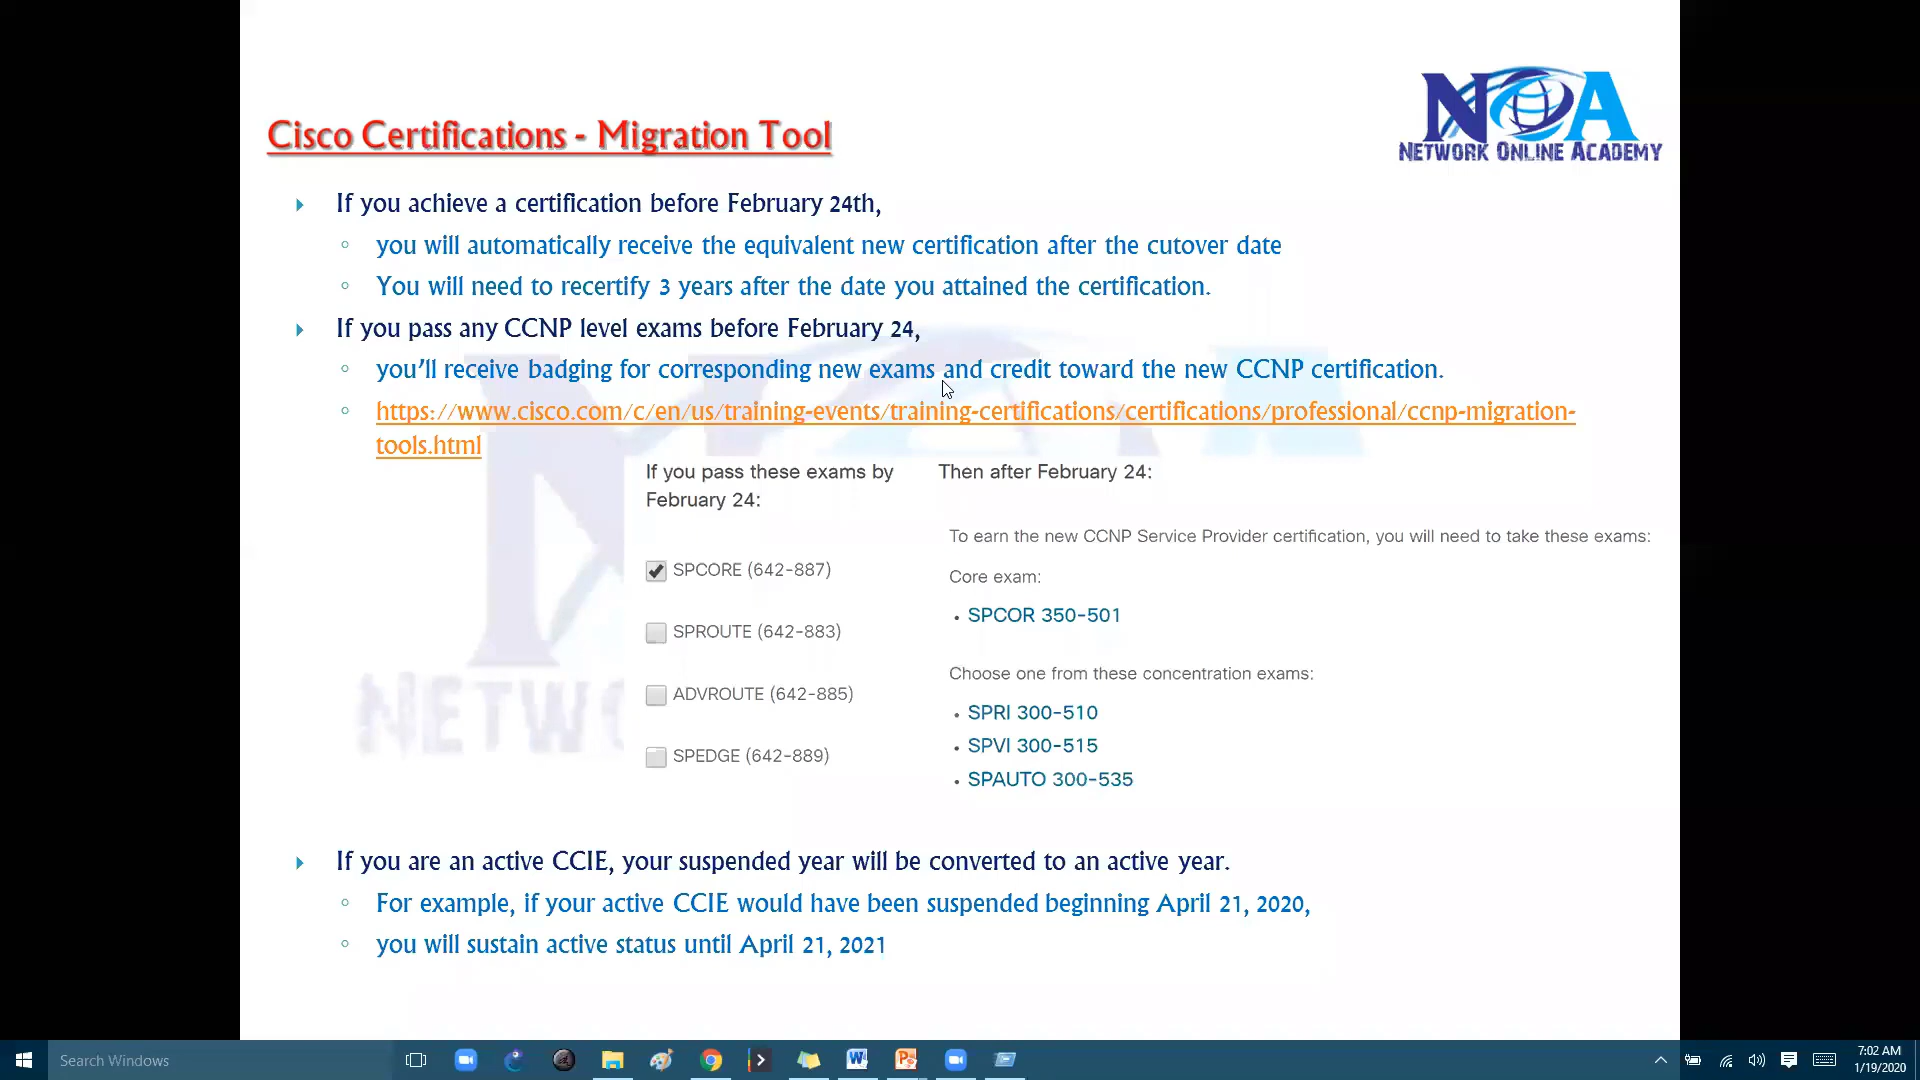 NOA
NETWORK ONLINE ACADEMY
Cisco Certifications - Migration Tool
If you achieve a certification before February 24th,
you will automatically receive the equivalent new certification after the cutover date
You will need to recertify 3 years after the date you attained the certification.
If you pass any CCNP level exams before February 24,
you'll receive badging for corresponding new exams and credit toward the new CCNP certification.
https://www.cisco.com/c/en/us/training-events/training-certifications/certifications/professional/ccnp-migration-
tools.html
If you pass these exams by
February 24:
SPCORE (642-887)
SPROUTE (642-883)
ADVROUTE (642-885)
SPEDGE (642-889)
Then after February 24:
To earn the new CCNP Service Provider certification, you will need to take these exams:
Core exam:
• SPCOR 350-501
Choose one from these concentration exams:
• SPRI 300-510
• SPVI 300-515
• SPAUTO 300-535
NETWO
If you are an active CCIE, your suspended year will be converted to an active year.
For example, if your active CCIE would have been suspended beginning April 21, 2020,
you will sustain active status until April 21, 2021
Search Windows
7:02 AM
1/19/2020